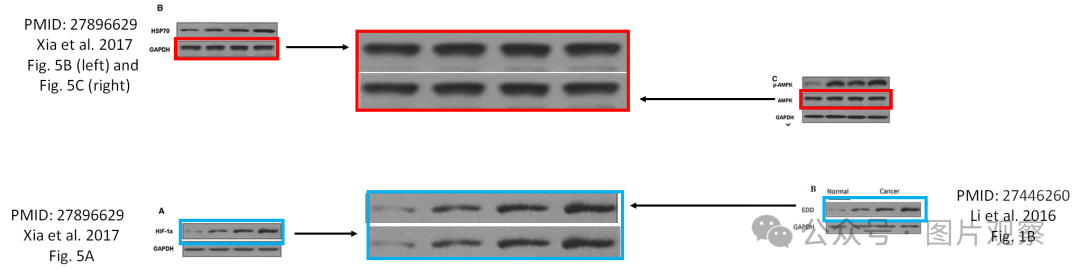 PMID: 27896629
Xia et al. 2017
Fig. 5B (left) and
Fig. 5C (right)
B
HSP70
GAPDH
C
p-AMPK
AMPK
GAPDH
PMID: 27896629
Xia et al. 2017
Fig. 5A
A
HIF-1a
GAPDH
B
Normal Cancer
EDD
GAPDH
PMID: 27446260
Li et al. 2016
Fig. 1B
公众号 · 图片观察